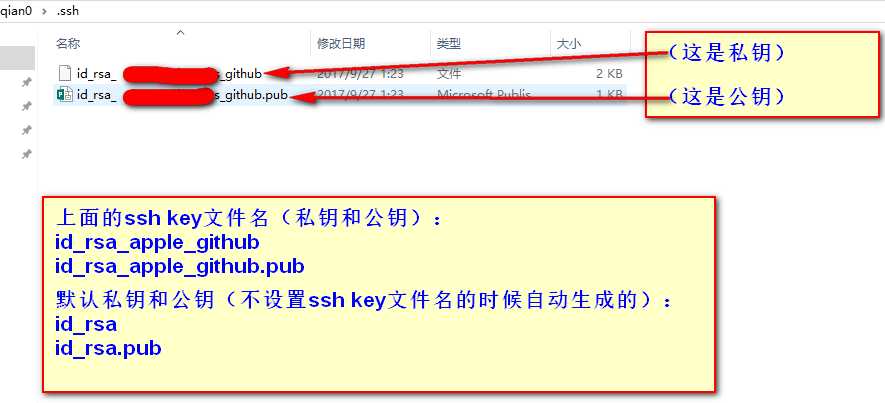 qian0 > .ssh
名称 修改日期 类型 大小
id_rsa_ s_github 2017/9/27 1:23 文件 2 KB
（这是私钥）
id_rsa_ s_github.pub 2017/9/27 1:23 Microsoft Publis... 1 KB
（这是公钥）
上面的ssh key文件名（私钥和公钥）：
id_rsa_apple_github
id_rsa_apple_github.pub
默认私钥和公钥（不设置ssh key文件名的时候自动生成的）：
id_rsa
id_rsa.pub